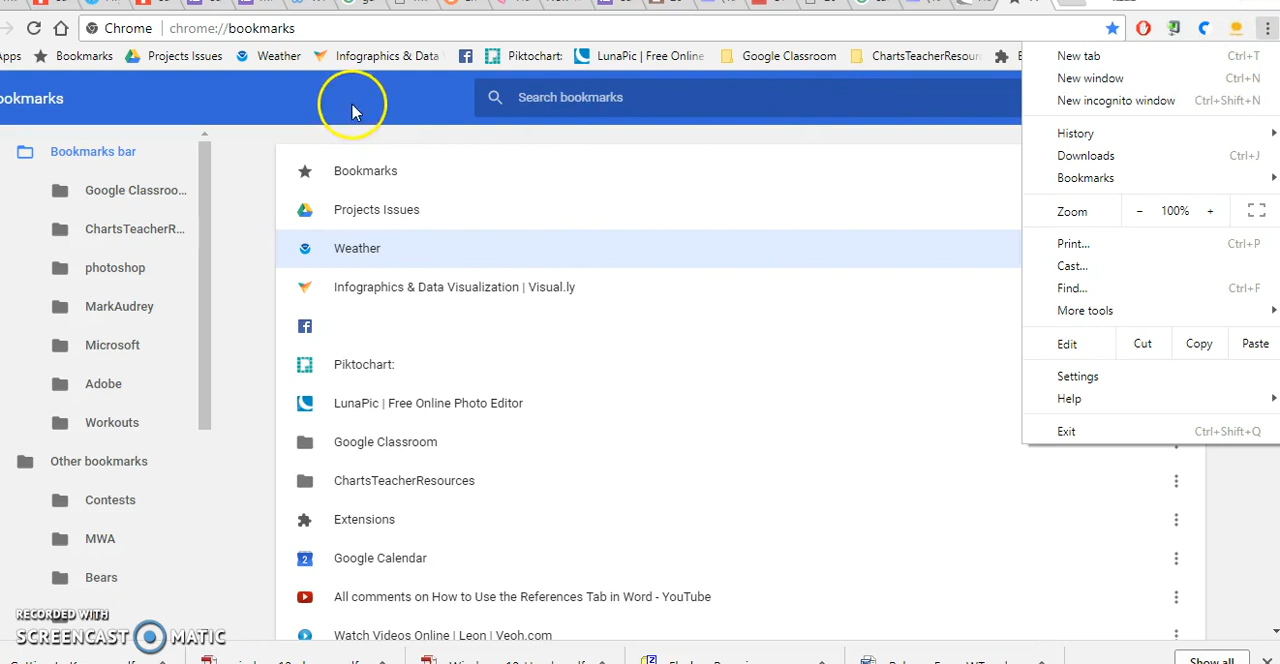 Chrome chrome://bookmarks
Apps Bookmarks Projects Issues Weather Infographics & Data Piktochart: LunaPic | Free Online Google Classroom ChartsTeacherResour
ookmarks
Search bookmarks
Bookmarks bar
Google Classroo...
ChartsTeacherR...
photoshop
MarkAudrey
Microsoft
Adobe
Workouts
Other bookmarks
Contests
MWA
Bears
Bookmarks
Projects Issues
Weather
Infographics & Data Visualization | Visual.ly
Piktochart:
LunaPic | Free Online Photo Editor
Google Classroom
ChartsTeacherResources
Extensions
2 Google Calendar
All comments on How to Use the References Tab in Word - YouTube
Watch Videos Online | Leon | Veoh.com
New tab Ctrl+T
New window Ctrl+N
New incognito window Ctrl+Shift+N
History
Downloads Ctrl+J
Bookmarks
Zoom − 100% +
Print... Ctrl+P
Cast...
Find... Ctrl+F
More tools
Edit Cut Copy Paste
Settings
Help
Exit Ctrl+Shift+Q
RECORDED WITH
SCREENCAST MATIC
Show all